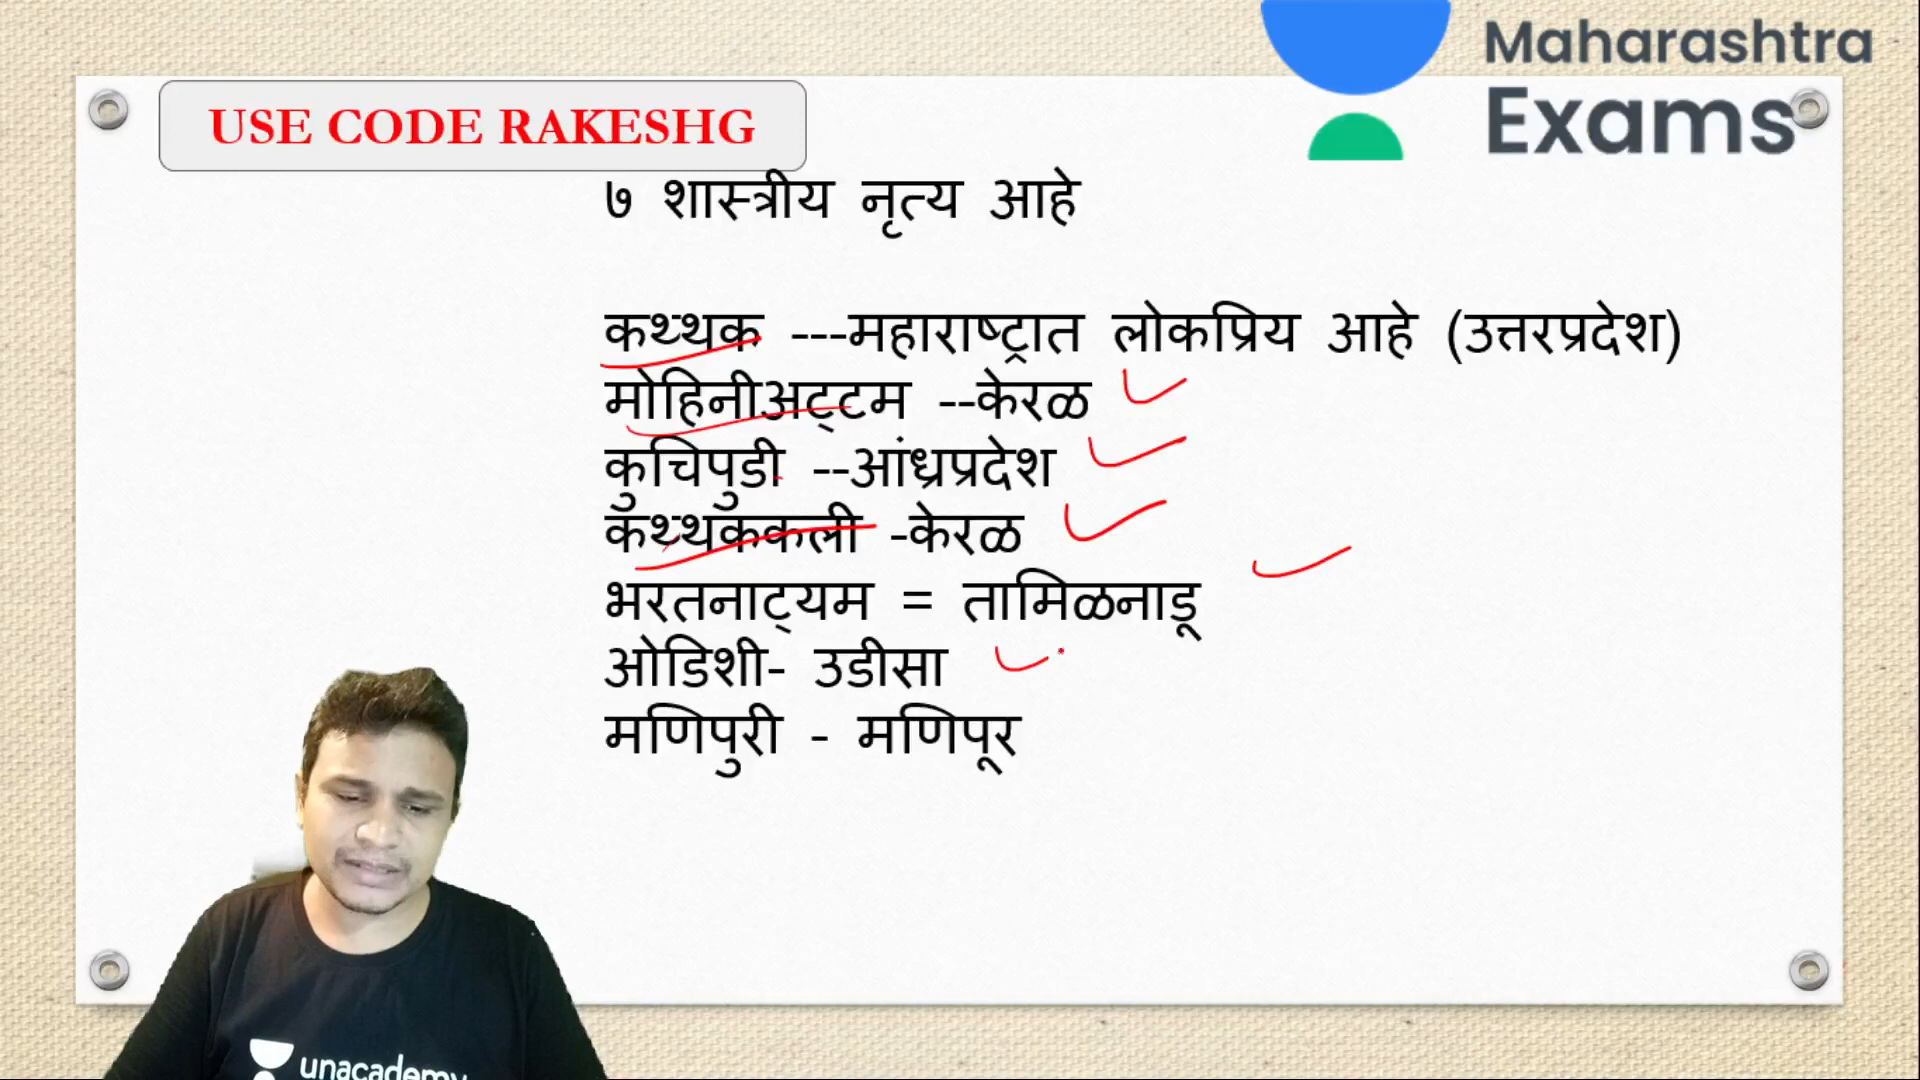 Maharashtra
Exams
USE CODE RAKESHG
७ शास्त्रीय नृत्य आहे
कथ्थक ---महाराष्ट्रात लोकप्रिय आहे (उत्तरप्रदेश)
मोहिनीअट्टम --केरळ
कुचिपुडी --आंध्रप्रदेश
कथ्थककली -केरळ
भरतनाट्यम = तामिळनाडू
ओडिशी- उडीसा
मणिपुरी - मणिपूर
unacademy